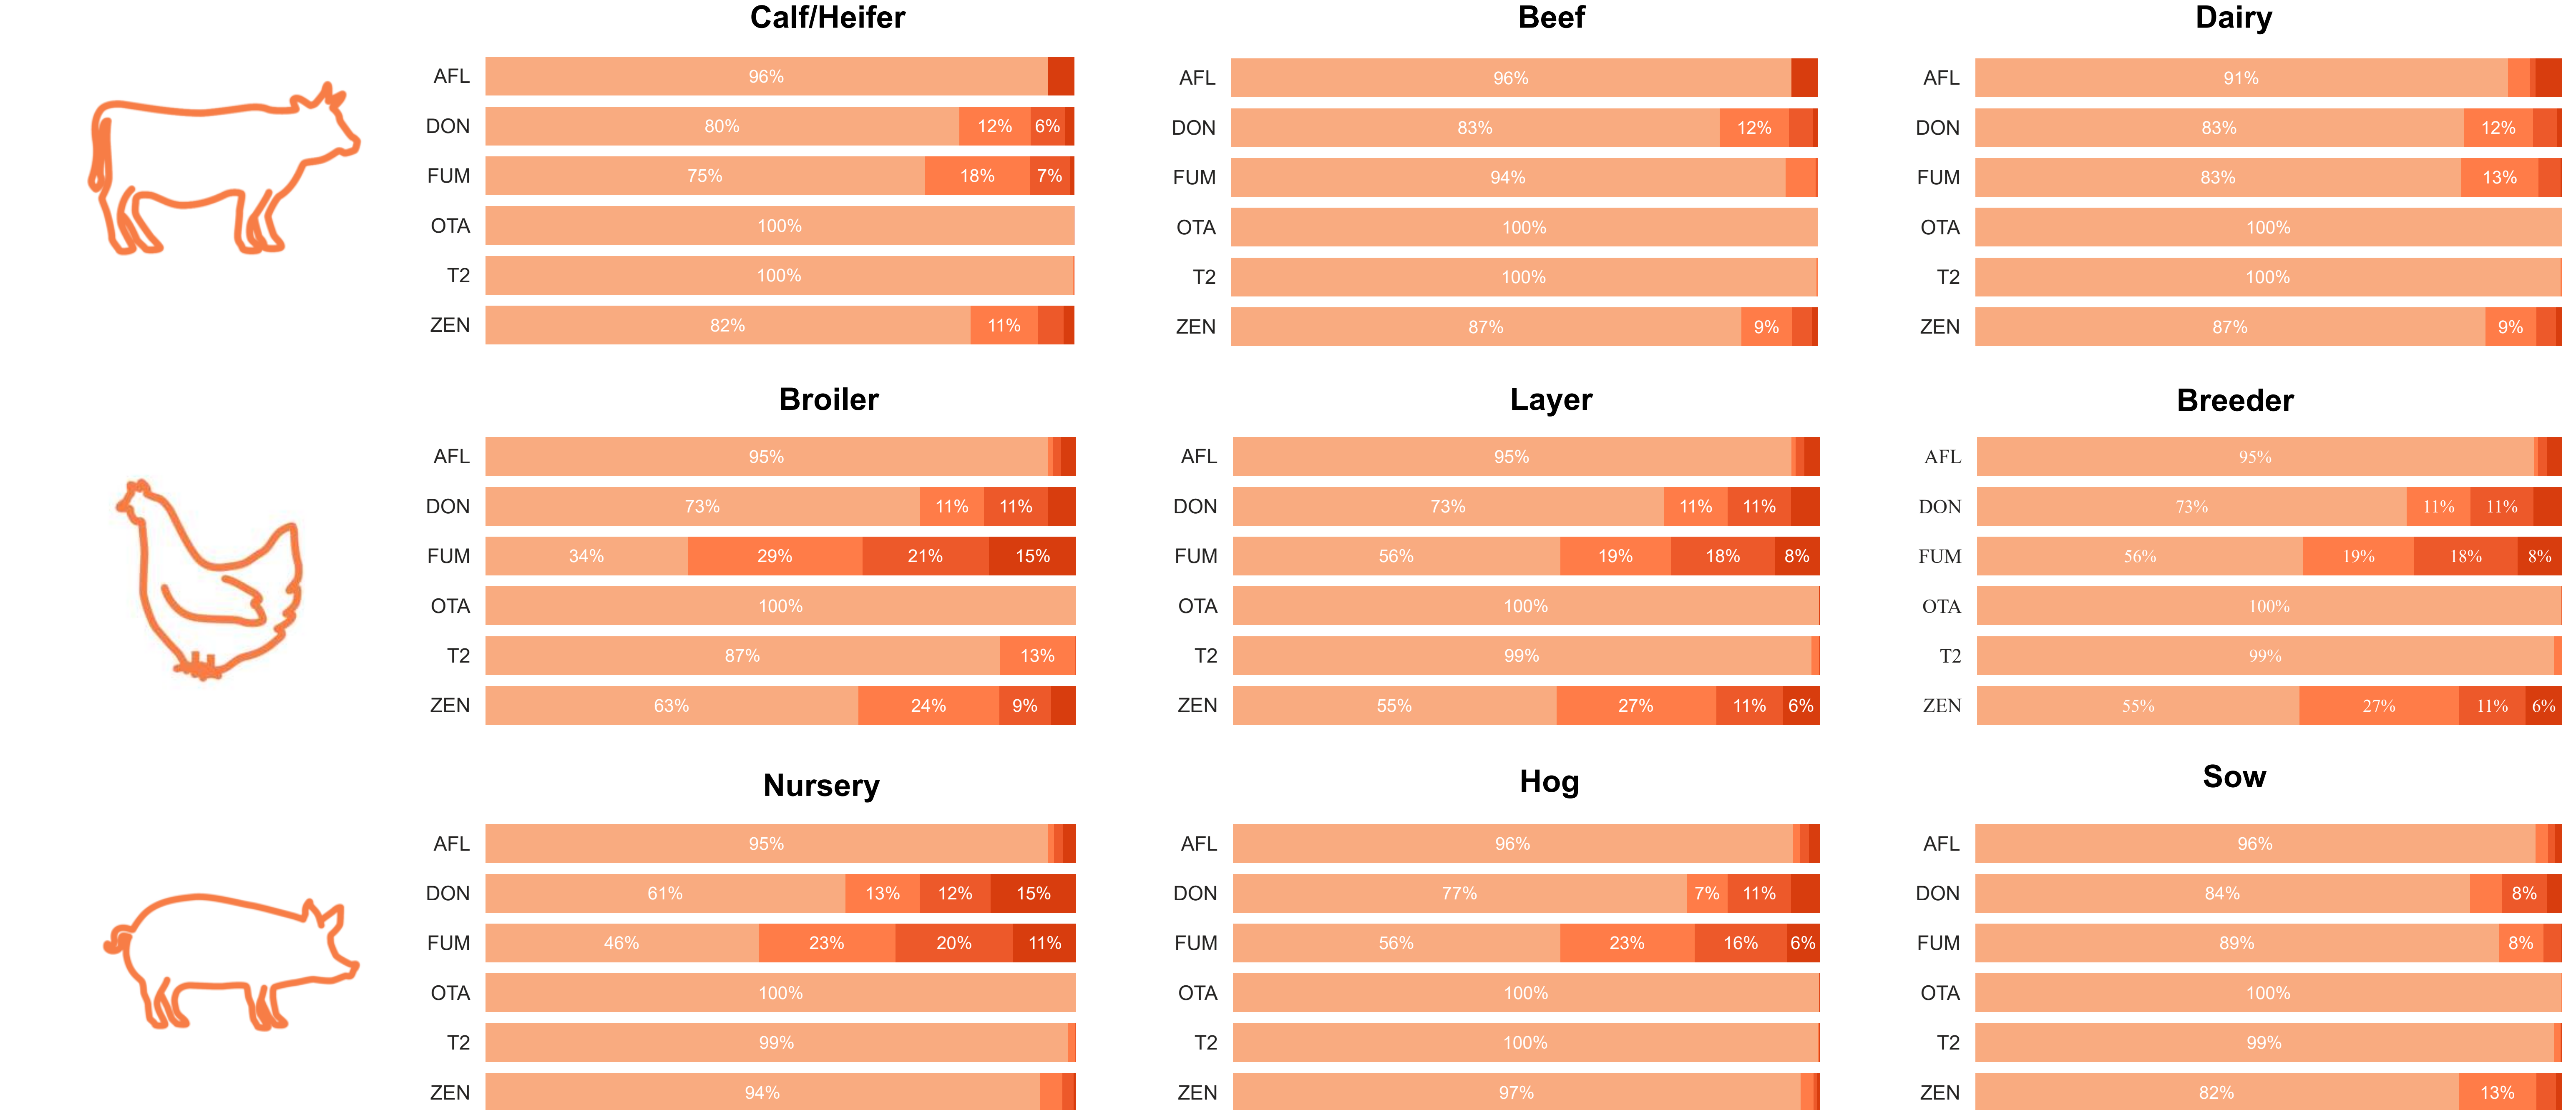 Calf/Heifer
AFL 96%
DON 80% 12% 6%
FUM 75% 18% 7%
OTA 100%
T2 100%
ZEN 82% 11%
Beef
AFL 96%
DON 83% 12%
FUM 94%
OTA 100%
T2 100%
ZEN 87% 9%
Dairy
AFL 91%
DON 83% 12%
FUM 83% 13%
OTA 100%
T2 100%
ZEN 87% 9%
Broiler
AFL 95%
DON 73% 11% 11%
FUM 34% 29% 21% 15%
OTA 100%
T2 87% 13%
ZEN 63% 24% 9%
Layer
AFL 95%
DON 73% 11% 11%
FUM 56% 19% 18% 8%
OTA 100%
T2 99%
ZEN 55% 27% 11% 6%
Breeder
AFL 95%
DON 73% 11% 11%
FUM 56% 19% 18% 8%
OTA 100%
T2 99%
ZEN 55% 27% 11% 6%
Nursery
AFL 95%
DON 61% 13% 12% 15%
FUM 46% 23% 20% 11%
OTA 100%
T2 99%
ZEN 94%
Hog
AFL 96%
DON 77% 7% 11%
FUM 56% 23% 16% 6%
OTA 100%
T2 100%
ZEN 97%
Sow
AFL 96%
DON 84% 8%
FUM 89% 8%
OTA 100%
T2 99%
ZEN 82% 13%